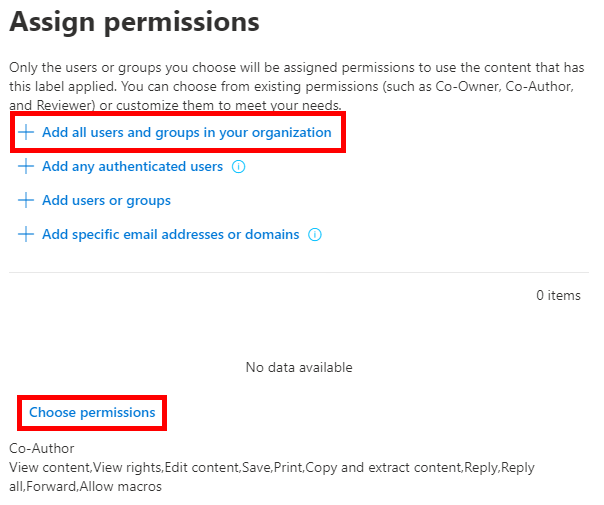 Assign permissions
Only the users or groups you choose will be assigned permissions to use the content that has
this label applied. You can choose from existing permissions (such as Co-Owner, Co-Author,
and Reviewer) or customize them to meet your needs.
+ Add all users and groups in your organization
+ Add any authenticated users
+ Add users or groups
+ Add specific email addresses or domains
0 items
No data available
Choose permissions
Co-Author
View content,View rights,Edit content,Save,Print,Copy and extract content,Reply,Reply
all,Forward,Allow macros